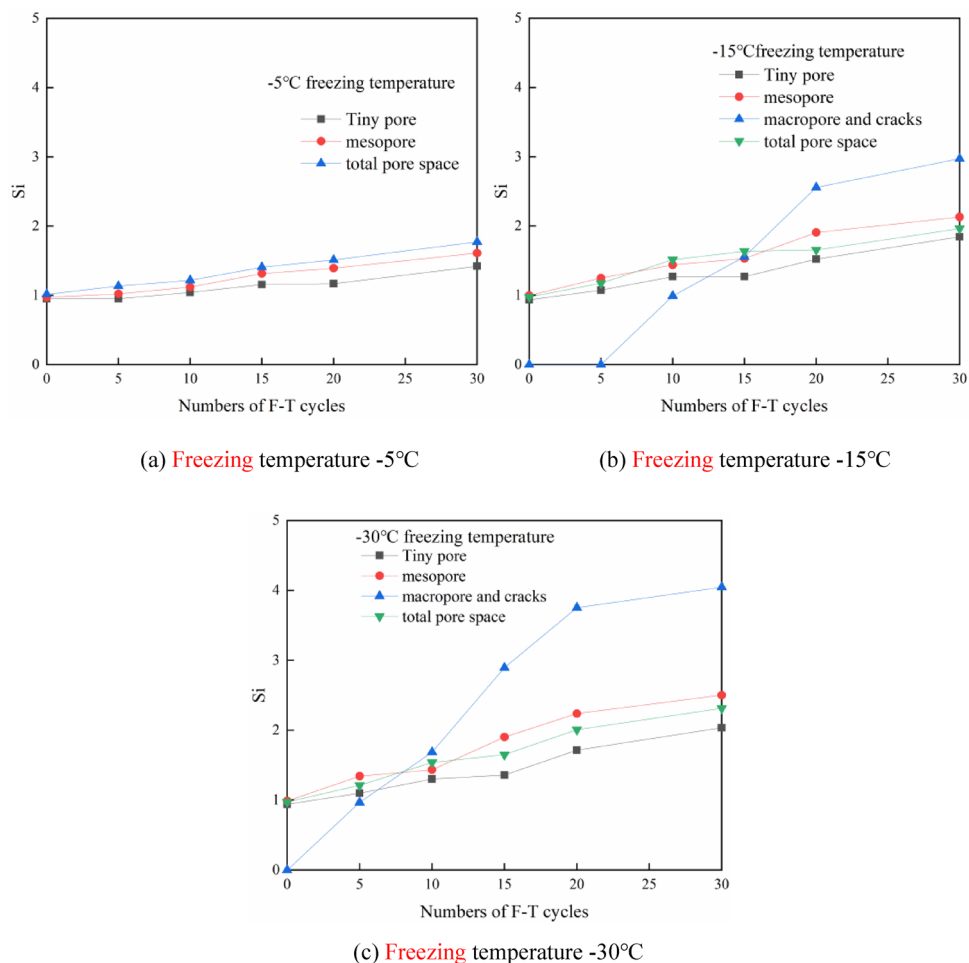 5
4
3
2
1
0
Si
-5℃ freezing temperature
Tiny pore
mesopore
total pore space
0 5 10 15 20 25 30
Numbers of F-T cycles
(a) Freezing temperature -5℃
5
4
3
2
1
0
Si
-15℃freezing temperature
Tiny pore
mesopore
macropore and cracks
total pore space
0 5 10 15 20 25 30
Numbers of F-T cycles
(b) Freezing temperature -15℃
5
4
3
2
1
0
Si
-30℃ freezing temperature
Tiny pore
mesopore
macropore and cracks
total pore space
0 5 10 15 20 25 30
Numbers of F-T cycles
(c) Freezing temperature -30℃